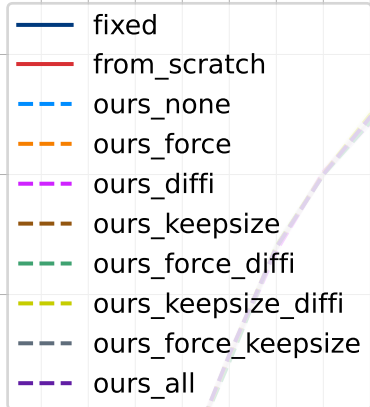 fixed
from_scratch
ours_none
ours_force
ours_diffi
ours_keepsize
ours_force_diffi
ours_keepsize_diffi
ours_force_keepsize
ours_all